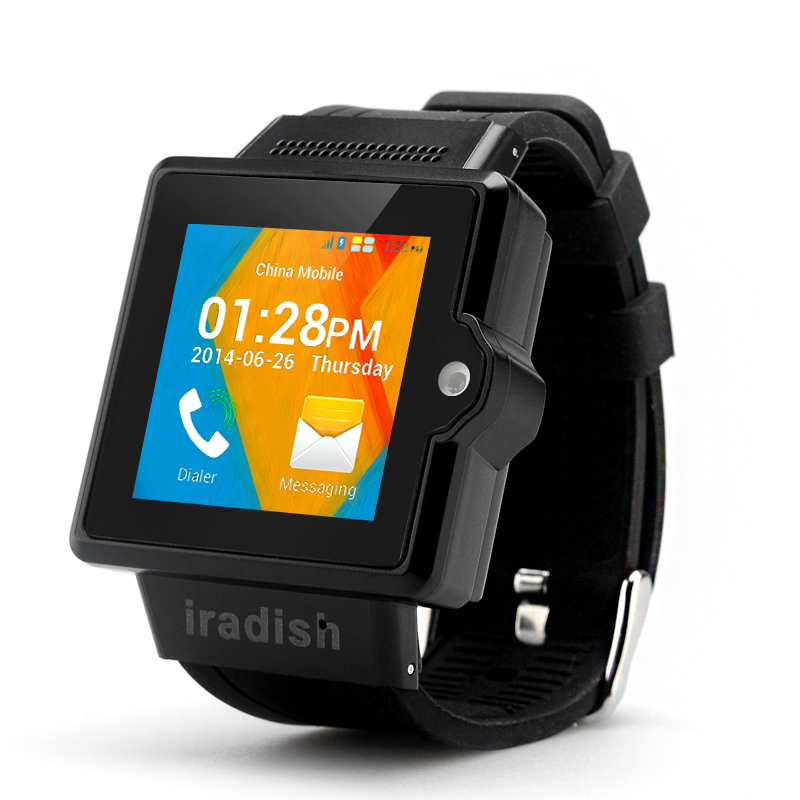 China Mobile
01:28PM
2014-06-26 Thursday
Dialer
Messaging
iradish